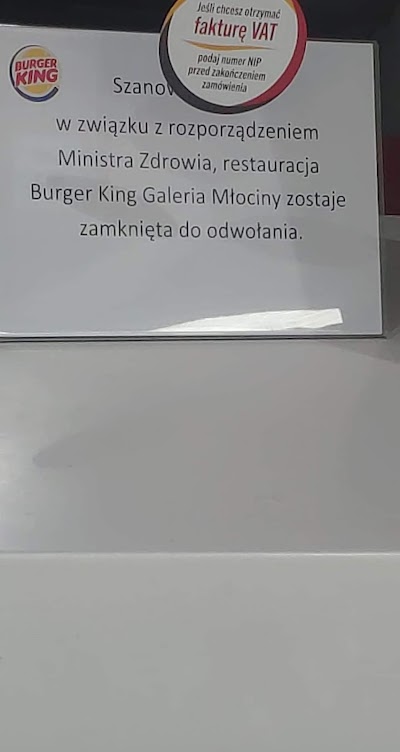 Jeśli chcesz otrzymać
fakturę VAT
podaj numer NIP
przed zakończeniem
zamówienia
BURGER
KING
w związku z rozporządzeniem
Ministra Zdrowia, restauracja
Burger King Galeria Młociny zostaje
zamknięta do odwołania.